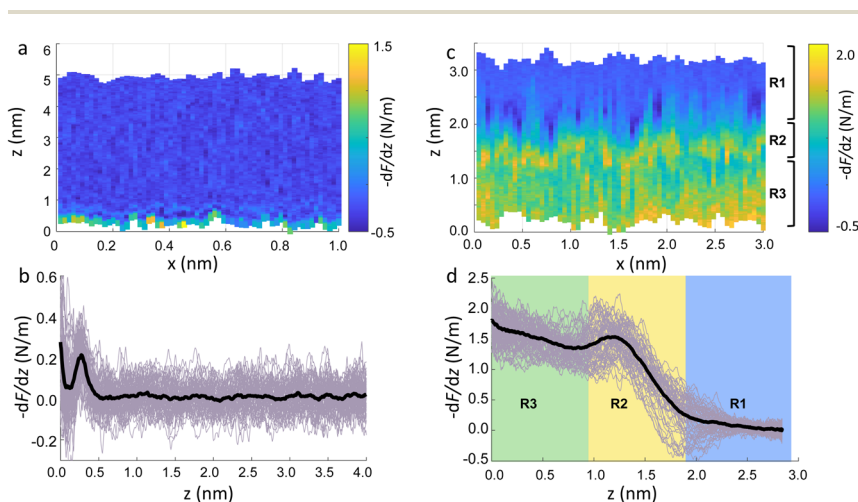 a
6
5
4
3
2
1
0
z (nm)
0.0 0.2 0.4 0.6 0.8 1.0
x (nm)
1.5
-0.5
-dF/dz (N/m)
c
3.0
2.0
1.0
0.0
z (nm)
0.0 0.5 1.0 1.5 2.0 2.5 3.0
x (nm)
R1
R2
R3
2.0
-0.5
-dF/dz (N/m)
b
0.6
0.4
0.2
0.0
-0.2
-dF/dz (N/m)
0.0 0.5 1.0 1.5 2.0 2.5 3.0 3.5 4.0
z (nm)
d
2.5
2.0
1.5
1.0
0.5
0.0
-0.5
-dF/dz (N/m)
R3 R2 R1
0.0 0.5 1.0 1.5 2.0 2.5 3.0
z (nm)